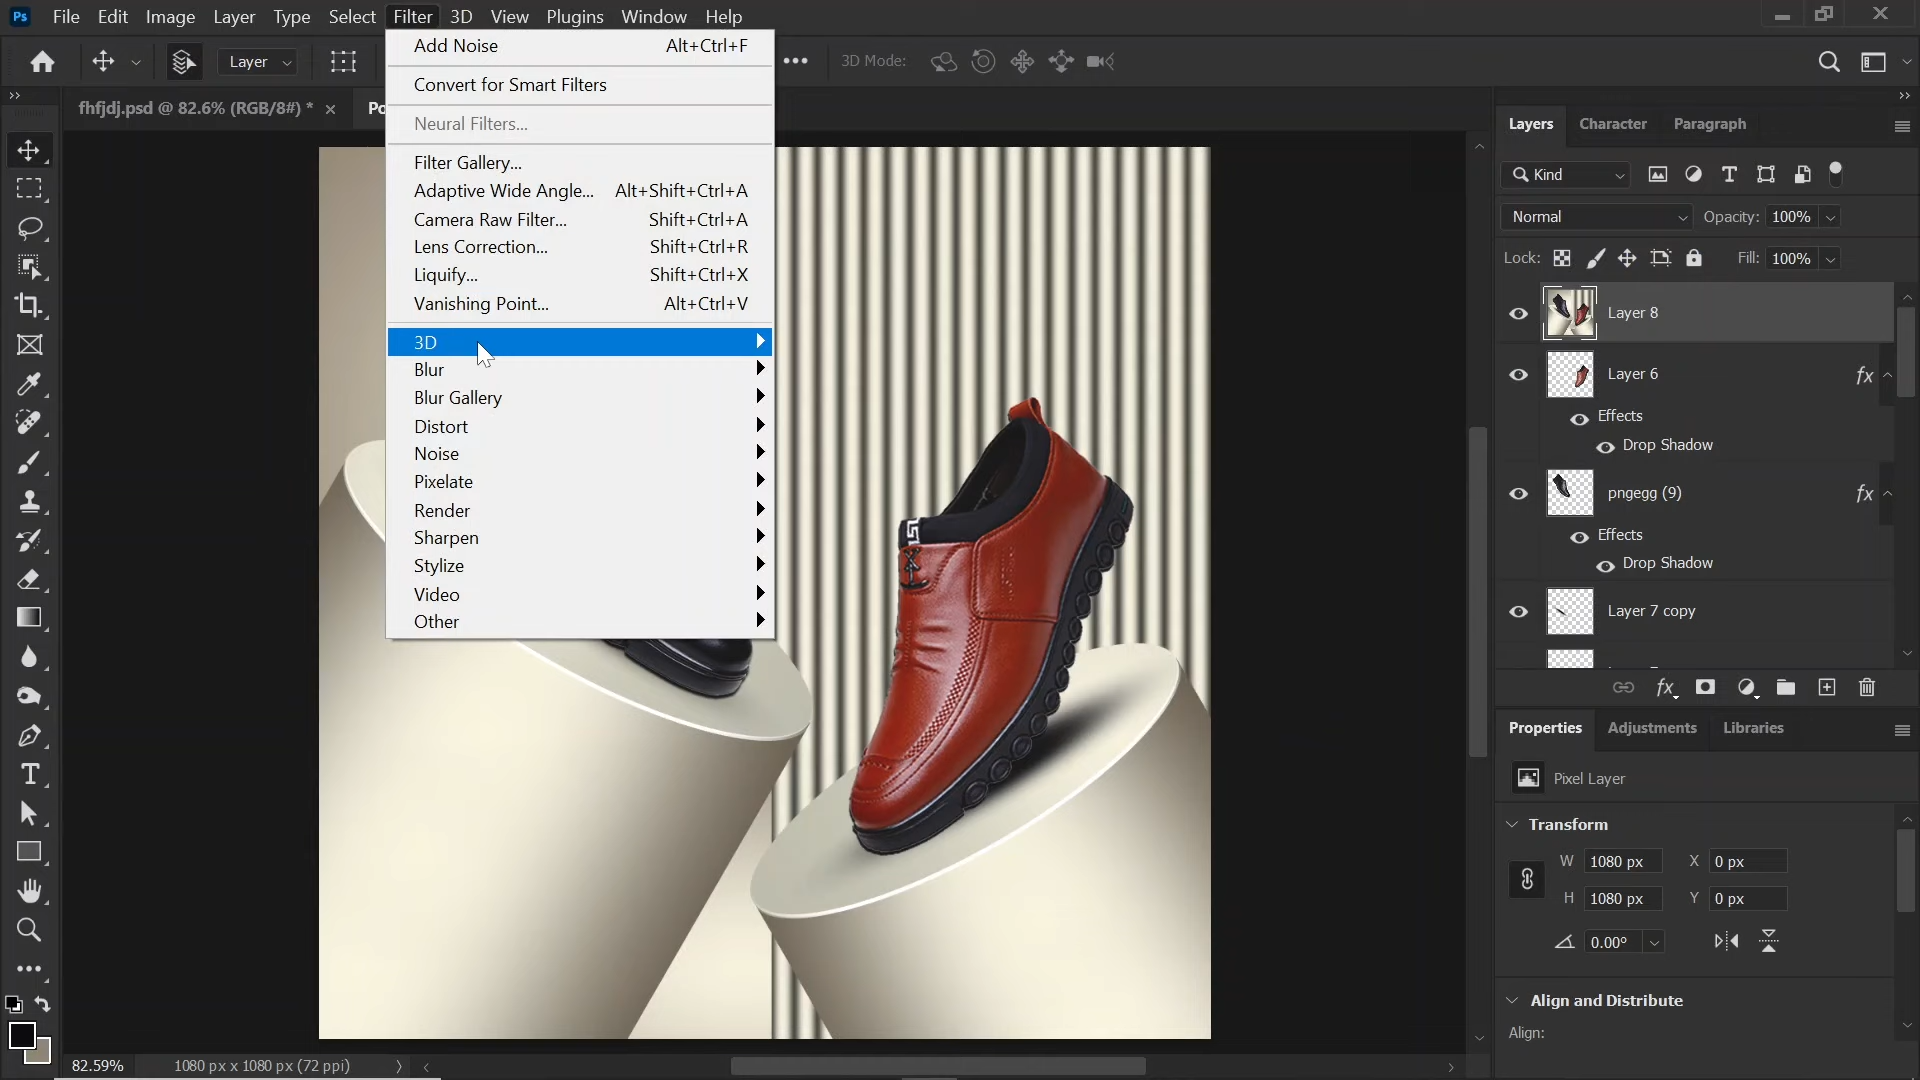 Ps File Edit Image Layer Type Select Filter 3D View Plugins Window Help
Layer
3D Mode:
fhfjdj.psd @ 82.6% (RGB/8#) *
Add Noise Alt+Ctrl+F
Convert for Smart Filters
Neural Filters...
Filter Gallery...
Adaptive Wide Angle... Alt+Shift+Ctrl+A
Camera Raw Filter... Shift+Ctrl+A
Lens Correction... Shift+Ctrl+R
Liquify... Shift+Ctrl+X
Vanishing Point... Alt+Ctrl+V
3D
Blur
Blur Gallery
Distort
Noise
Pixelate
Render
Sharpen
Stylize
Video
Other
Layers Character Paragraph
Kind
Normal Opacity: 100%
Lock: Fill: 100%
Layer 8
Layer 6 fx
Effects
Drop Shadow
pngegg (9) fx
Effects
Drop Shadow
Layer 7 copy
fx
Properties Adjustments Libraries
Pixel Layer
Transform
W 1080 px X 0 px
H 1080 px Y 0 px
0.00°
Align and Distribute
Align:
82.59% 1080 px x 1080 px (72 ppi)